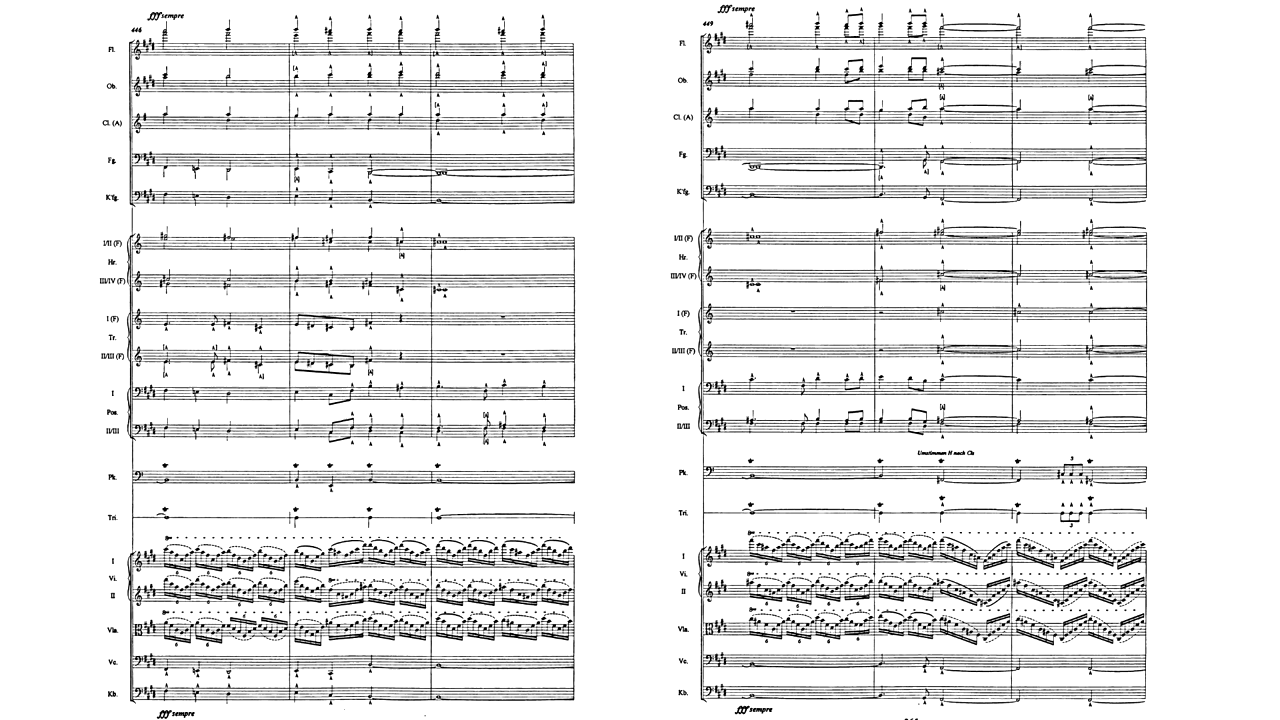 fff sempre
446
Fl.
Ob.
Cl. (A)
Fg.
K'fg.
I/II (F)
Hr.
III/IV (F)
I (F)
Tr.
II/III (F)
I
Pos.
II/III
Pk.
Tri.
I
Vi.
II
Vla.
Vc.
Kb.
fff sempre
fff sempre
449
Fl.
Ob.
Cl. (A)
Fg.
K'fg.
I/II (F)
Hr.
III/IV (F)
I (F)
Tr.
II/III (F)
I
Pos.
II/III
Umstimmen H nach Cis
Pk.
Tri.
I
Vi.
II
Vla.
Vc.
Kb.
fff sempre